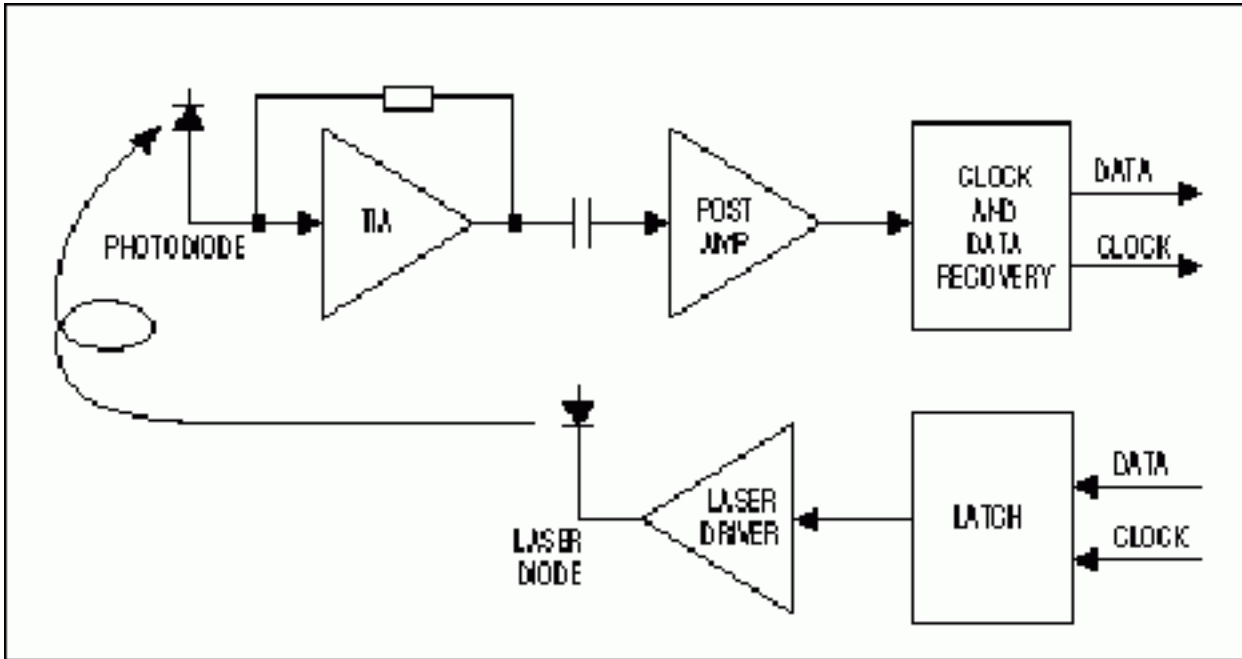 PHOTODIODE
TIA
POST
AMP
CLOCK
AND
DATA
RECOVERY
DATA
CLOCK
LASER
DIODE
LASER
DRIVER
LATCH
DATA
CLOCK